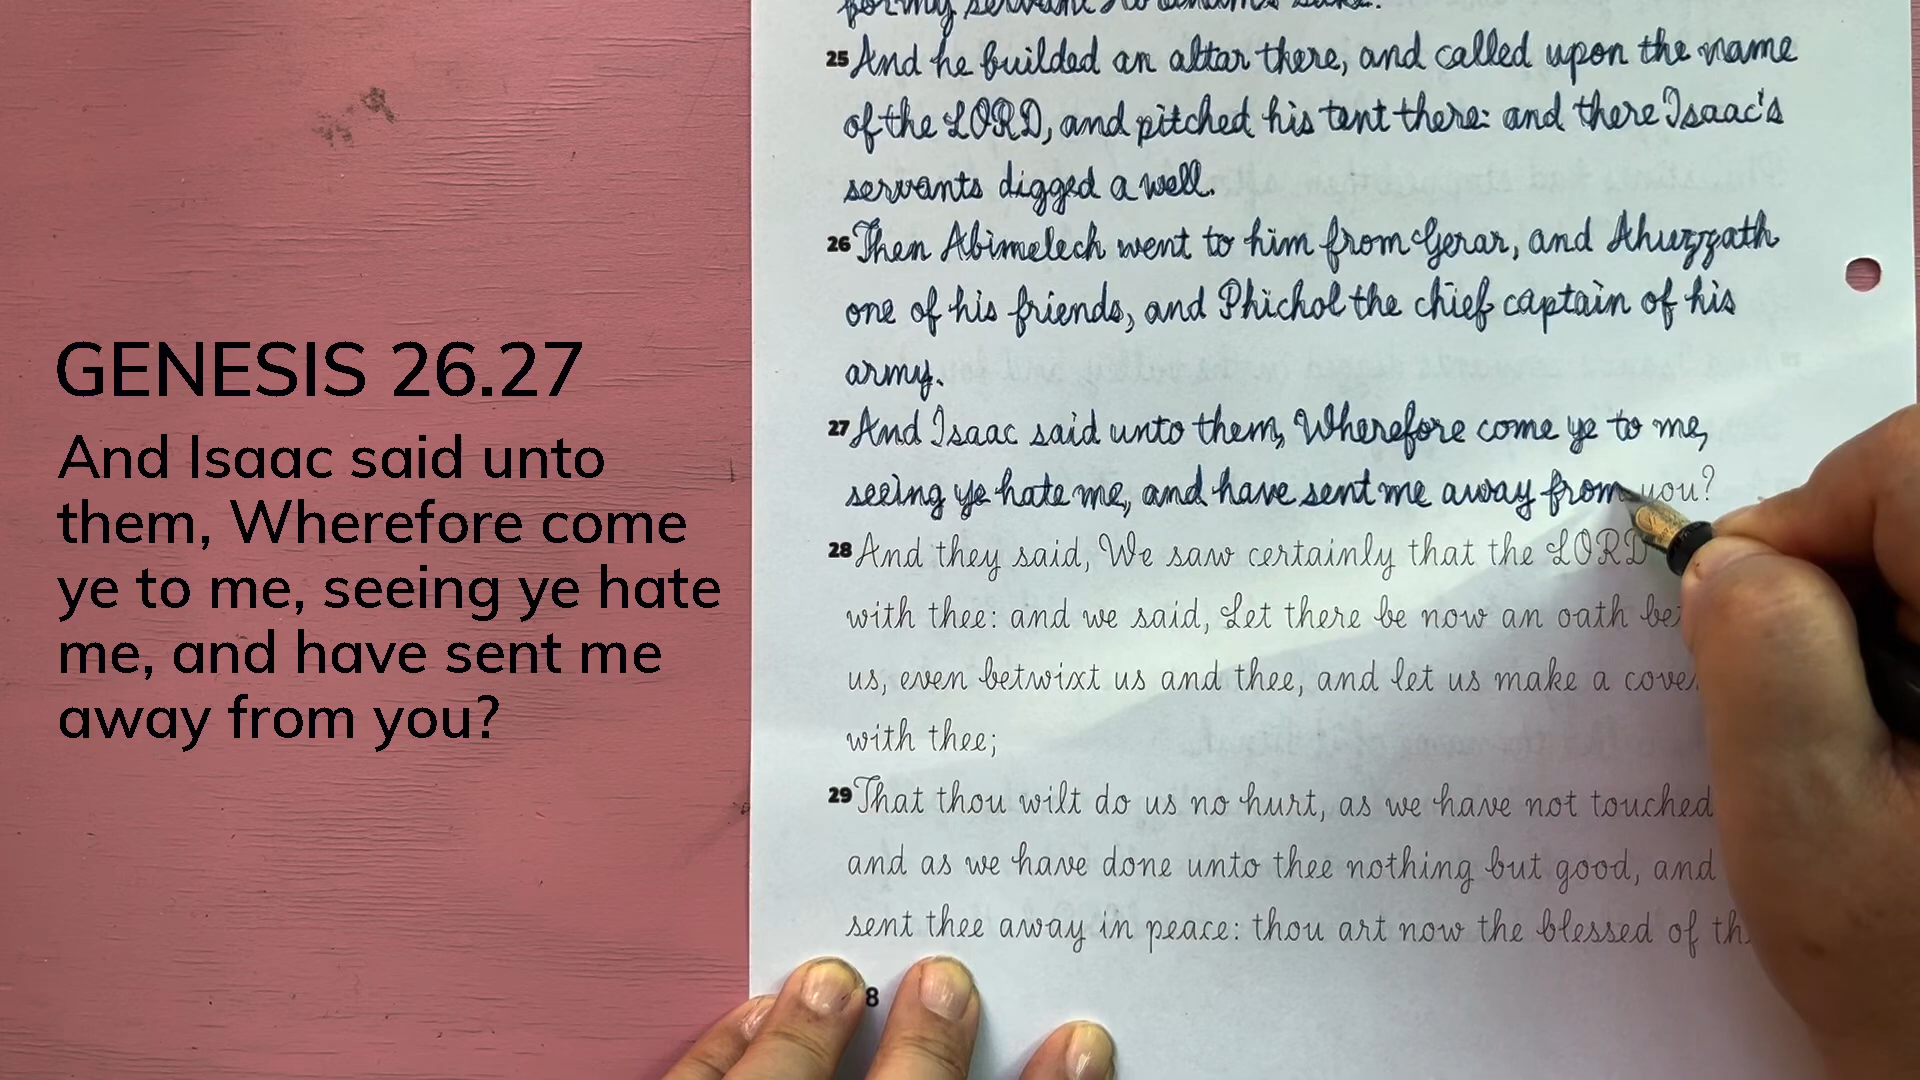 GENESIS 26.27
And Isaac said unto
them, Wherefore come
ye to me, seeing ye hate
me, and have sent me
away from you?
for my servant
25 And he builded an altar there, and called upon the name
of the LORD, and pitched his tent there: and there Isaac's
servants digged a well.
26 Then Abimelech went to him from Gerar, and Ahuzzath
one of his friends, and Phichol the chief captain of his
army.
27 And Isaac said unto them, Wherefore come ye to me,
seeing ye hate me, and have sent me away from you?
28 And they said, We saw certainly that the LORD
with thee: and we said, Let there be now an oath
us, even betwixt us and thee, and let us make a
with thee;
29 That thou wilt do us no hurt, as we have not touched
and as we have done unto thee nothing but good, and
sent thee away in peace: thou art now the blessed of
8